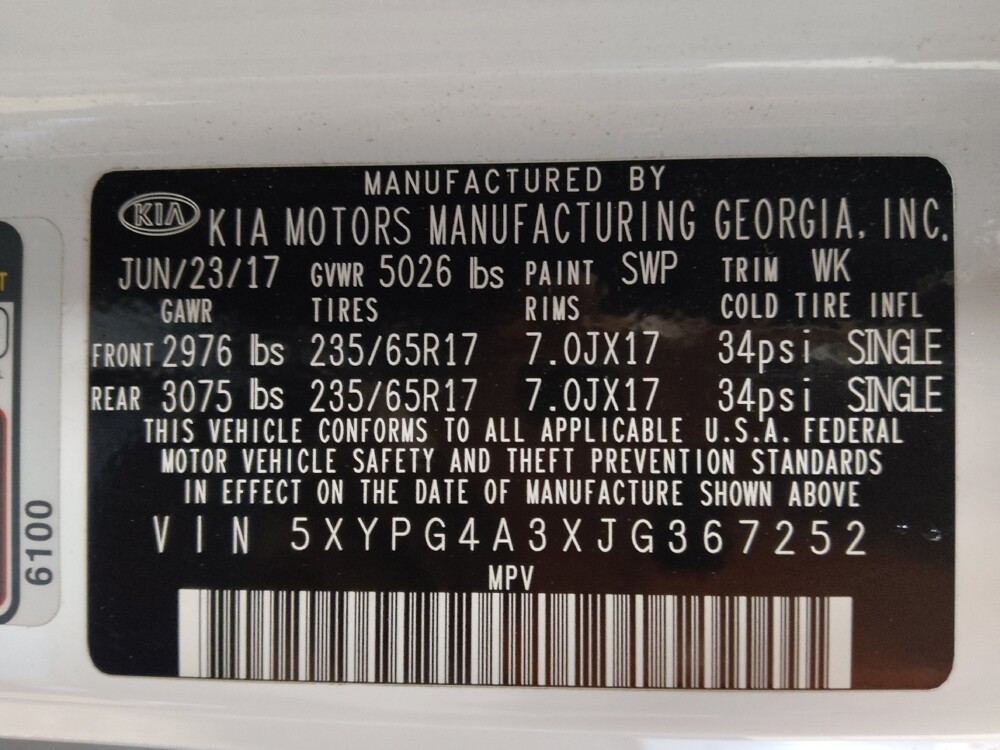 MANUFACTURED BY
KIA KIA MOTORS MANUFACTURING GEORGIA, INC.
JUN/23/17 GVWR 5026 lbs PAINT SWP TRIM WK
GAWR TIRES RIMS COLD TIRE INFL
FRONT 2976 lbs 235/65R17 7.0JX17 34psi SINGLE
REAR 3075 lbs 235/65R17 7.0JX17 34psi SINGLE
THIS VEHICLE CONFORMS TO ALL APPLICABLE U.S.A. FEDERAL
MOTOR VEHICLE SAFETY AND THEFT PREVENTION STANDARDS
IN EFFECT ON THE DATE OF MANUFACTURE SHOWN ABOVE
VIN 5XYPG4A3XJG367252
MPV
6100